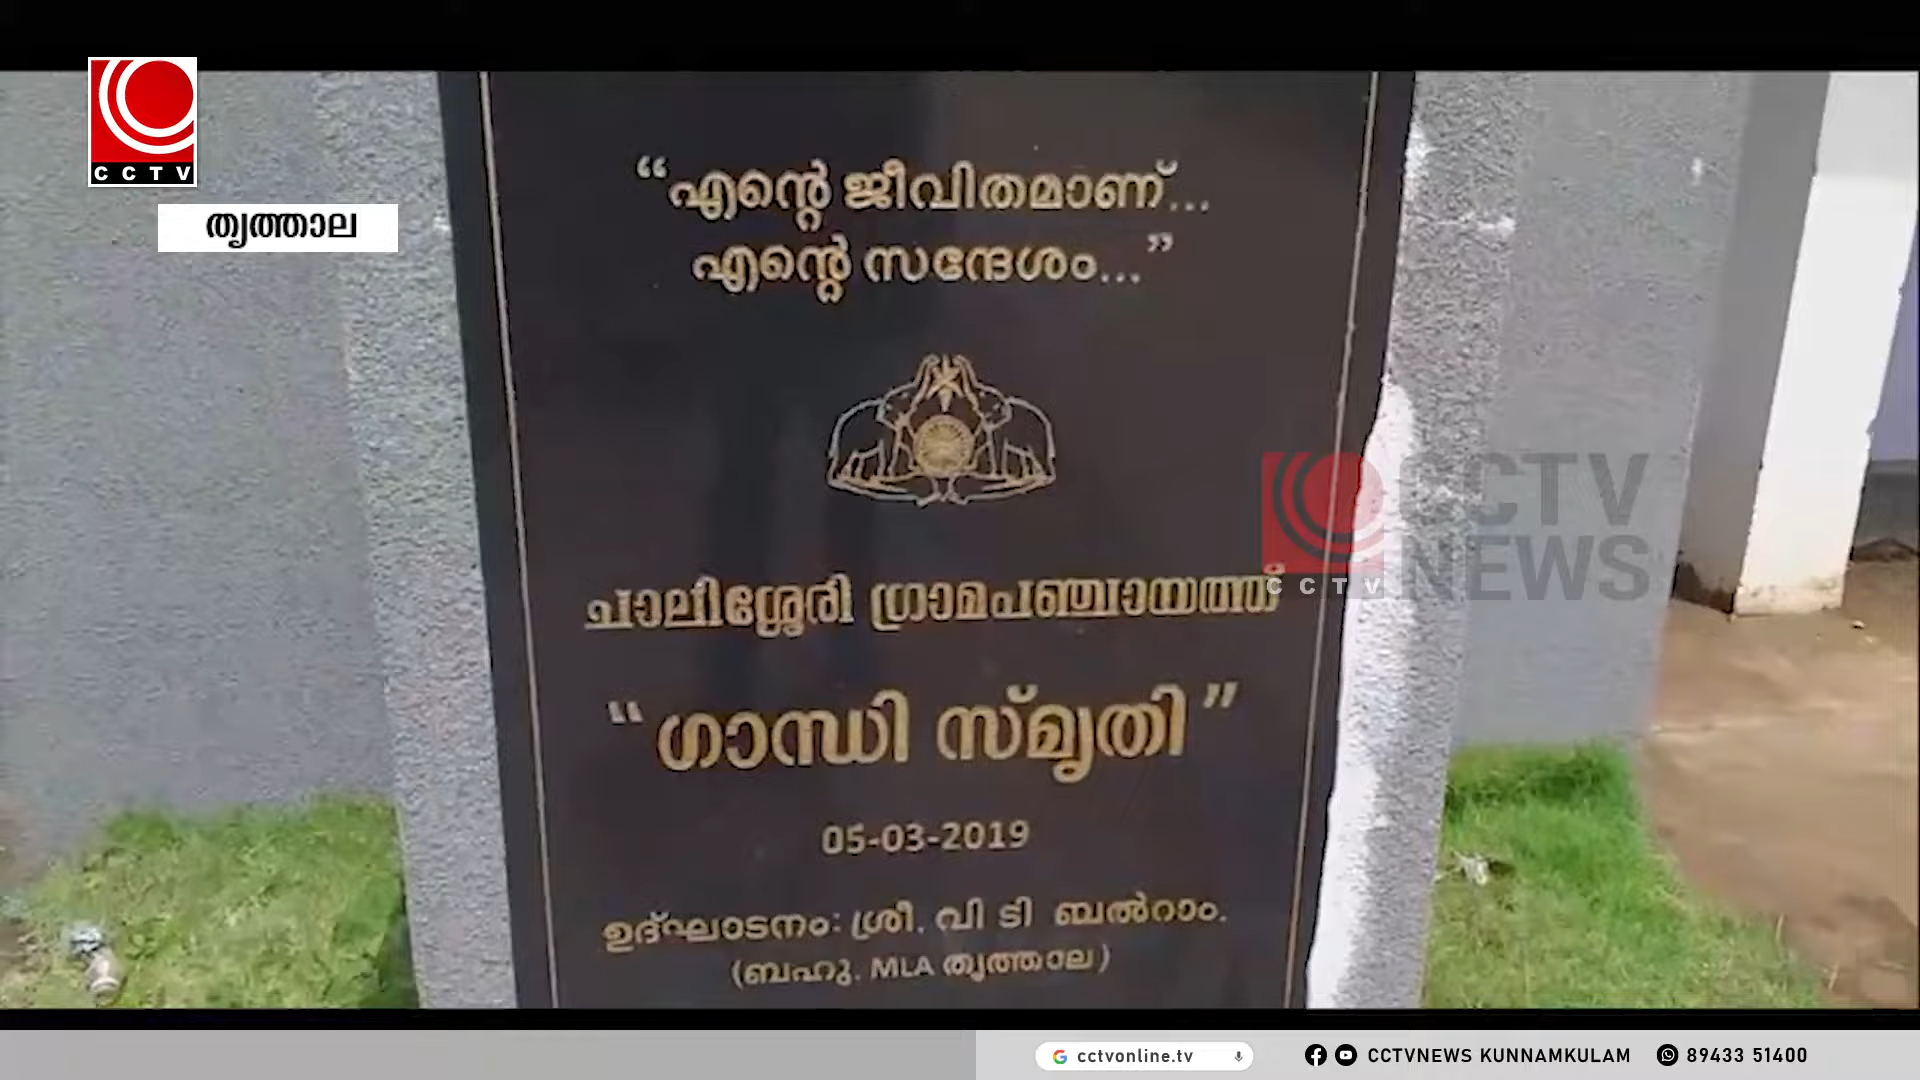 CCTV
തൃത്താല
“എന്റെ ജീവിതമാണ്...
എന്റെ സന്ദേശം...”
CCTV
NEWS
CCTV
ചാലിശ്ശേരി ഗ്രാമപഞ്ചായത്ത്
“ഗാന്ധി സ്മൃതി”
05-03-2019
ഉദ്ഘാടനം: ശ്രീ. വി ടി ബൽറാം.
(ബഹു. MLA തൃത്താല)
cctvonline.tv
CCTVNEWS KUNNAMKULAM
89433 51400